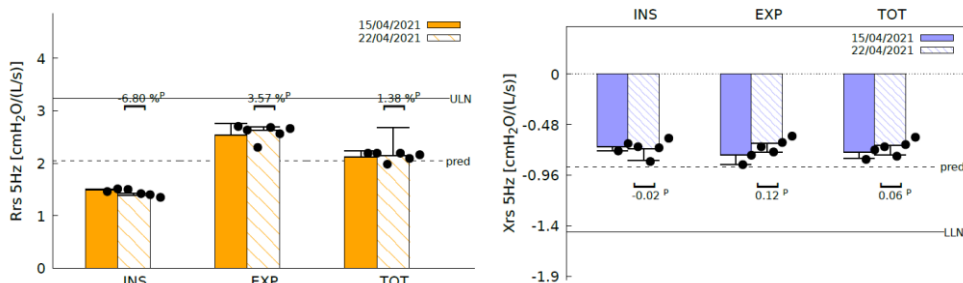 Rrs 5Hz [cmH2O/(L/s)]
4
3
2
1
0
15/04/2021
22/04/2021
-6.80 %P
3.57 %P
1.38 %P
ULN
pred
INS
EXP
TOT
INS
EXP
TOT
Xrs 5Hz [cmH2O/(L/s)]
0
-0.48
-0.96
-1.4
-1.9
15/04/2021
22/04/2021
pred
-0.02 P
0.12 P
0.06 P
LLN